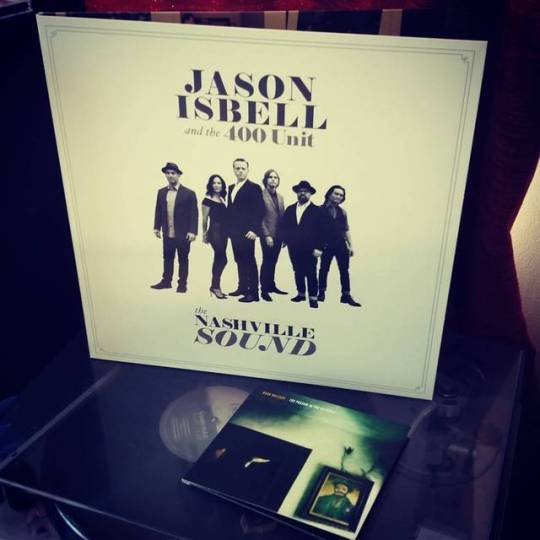 JASON
ISBELL
and the 400 Unit
the
NASHVILLE
SOUND